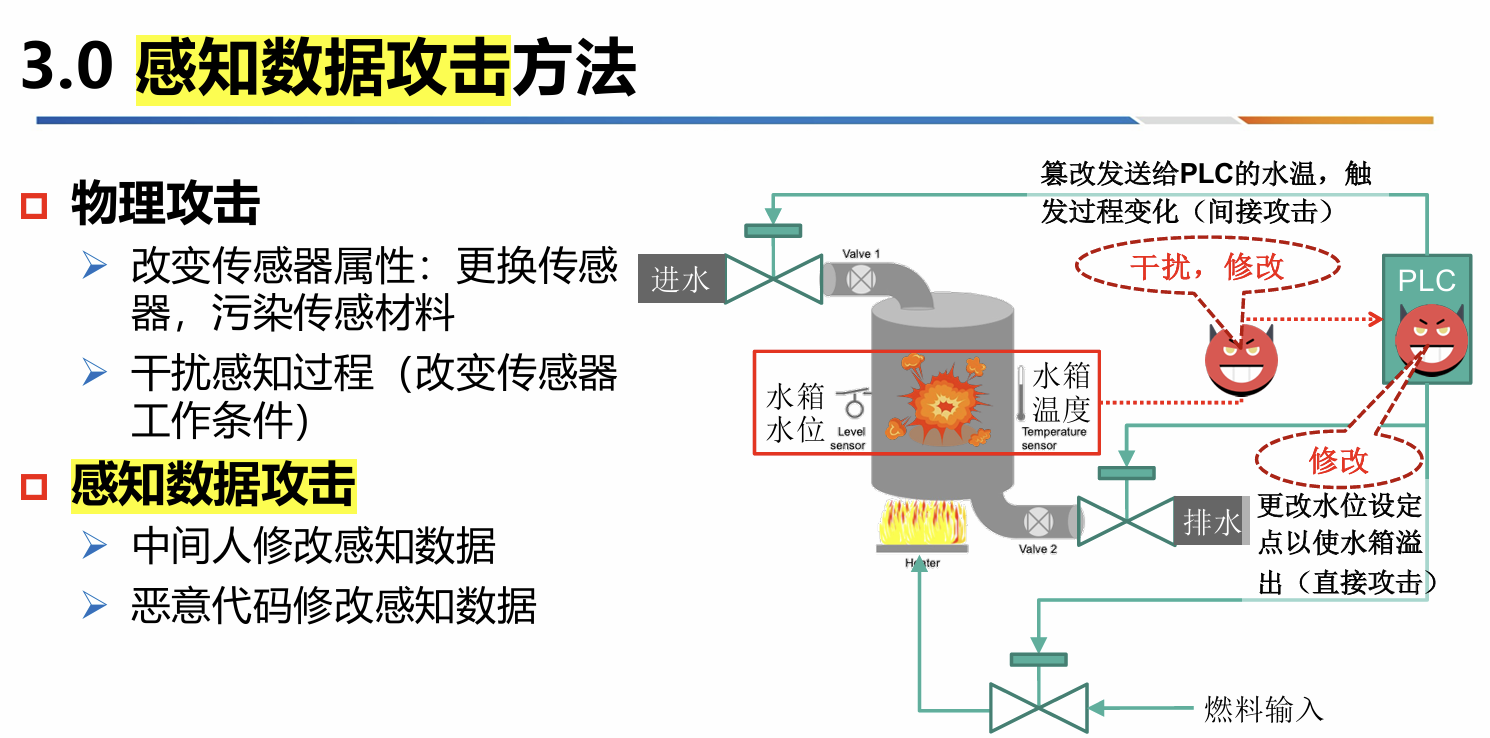 3.0 感知数据攻击方法
物理攻击
改变传感器属性：更换传感
器，污染传感材料
干扰感知过程（改变传感器
工作条件）
感知数据攻击
中间人修改感知数据
恶意代码修改感知数据
篡改发送给PLC的水温，触
发过程变化（间接攻击）
干扰，修改
PLC
进水
Valve 1
水箱
水位
Level
sensor
水箱
温度
Temperature
sensor
修改
更改水位设定
点以使水箱溢
出（直接攻击）
排水
Valve 2
Heater
燃料输入